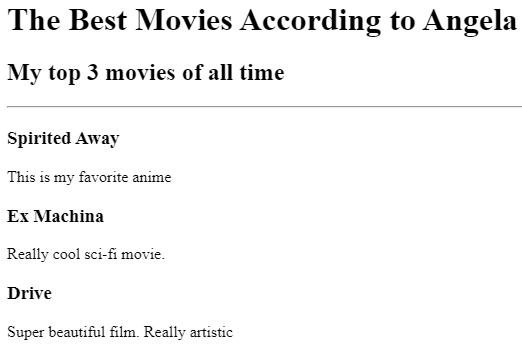 The Best Movies According to Angela
My top 3 movies of all time
Spirited Away
This is my favorite anime
Ex Machina
Really cool sci-fi movie.
Drive
Super beautiful film. Really artistic